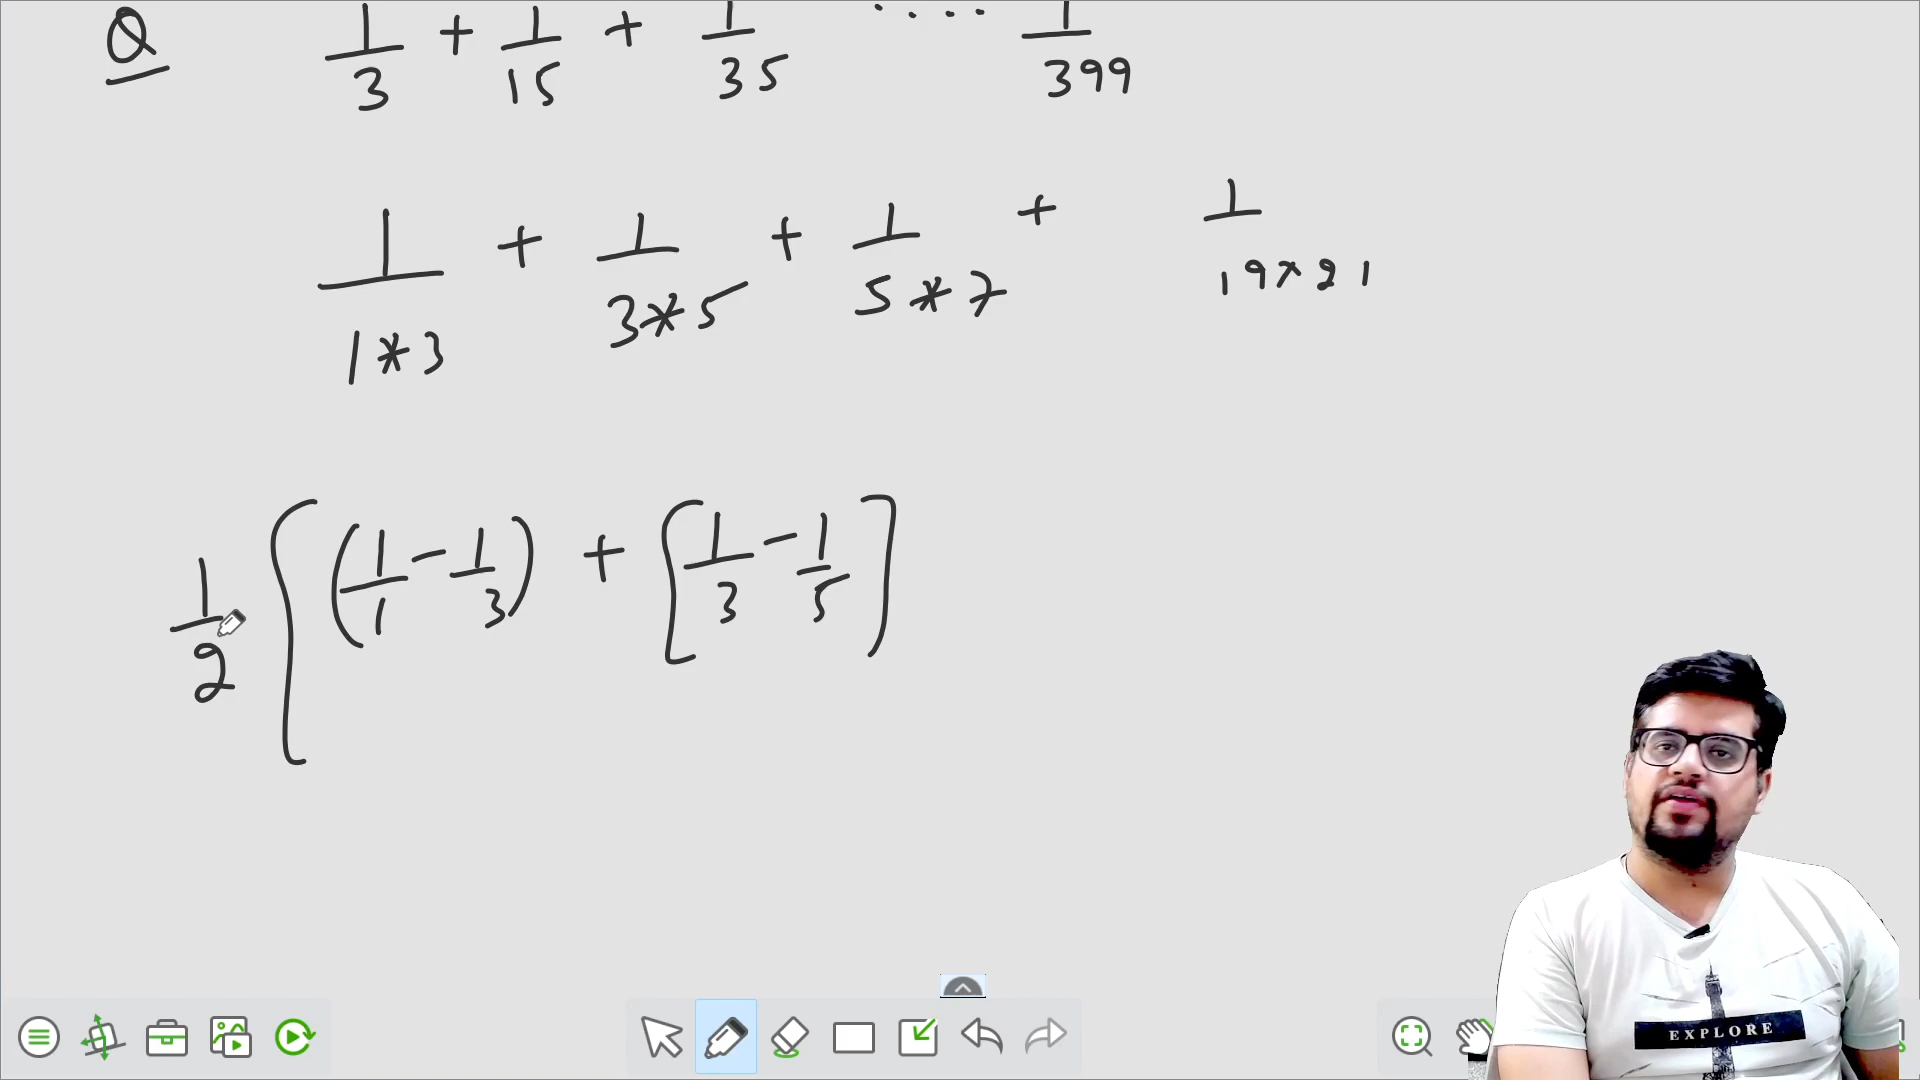 Q 1/3 + 1/15 + 1/35 .... 1/399
1/1*3 + 1/3*5 + 1/5*7 + 1/19×21
1/2 [(1/1 - 1/3) + [1/3 - 1/5]
EXPLORE